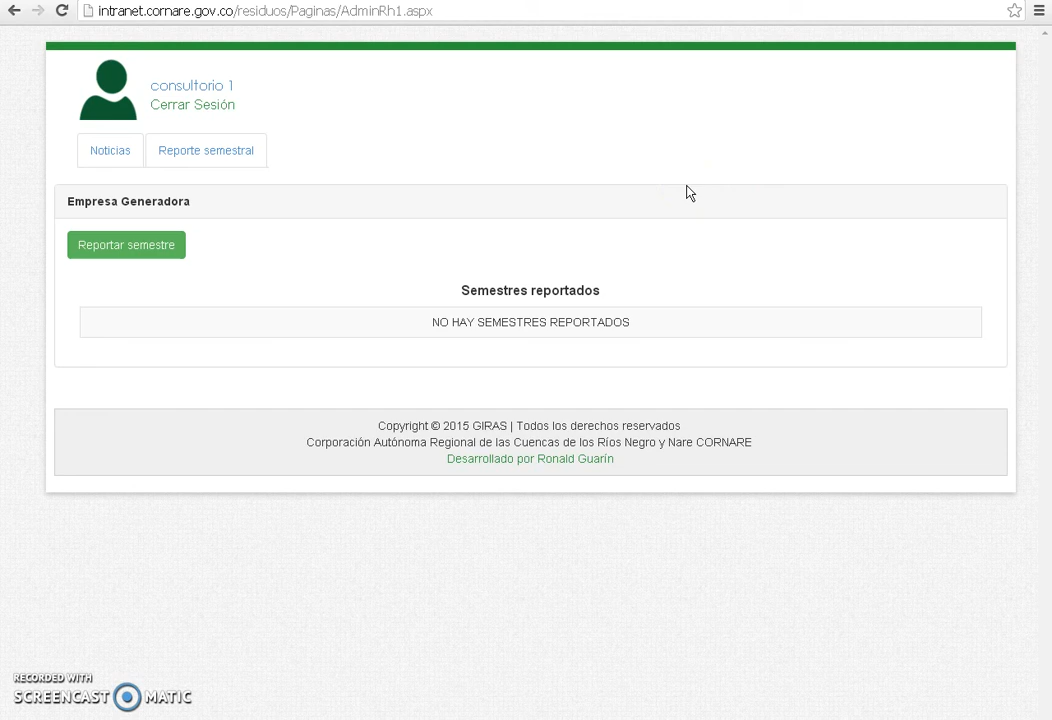 intranet.cornare.gov.co/residuos/Paginas/AdminRh1.aspx
consultorio 1
Cerrar Sesión
Noticias
Reporte semestral
Empresa Generadora
Reportar semestre
Semestres reportados
NO HAY SEMESTRES REPORTADOS
Copyright © 2015 GIRAS | Todos los derechos reservados
Corporación Autónoma Regional de las Cuencas de los Ríos Negro y Nare CORNARE
Desarrollado por Ronald Guarín
RECORDED WITH
SCREENCAST MATIC